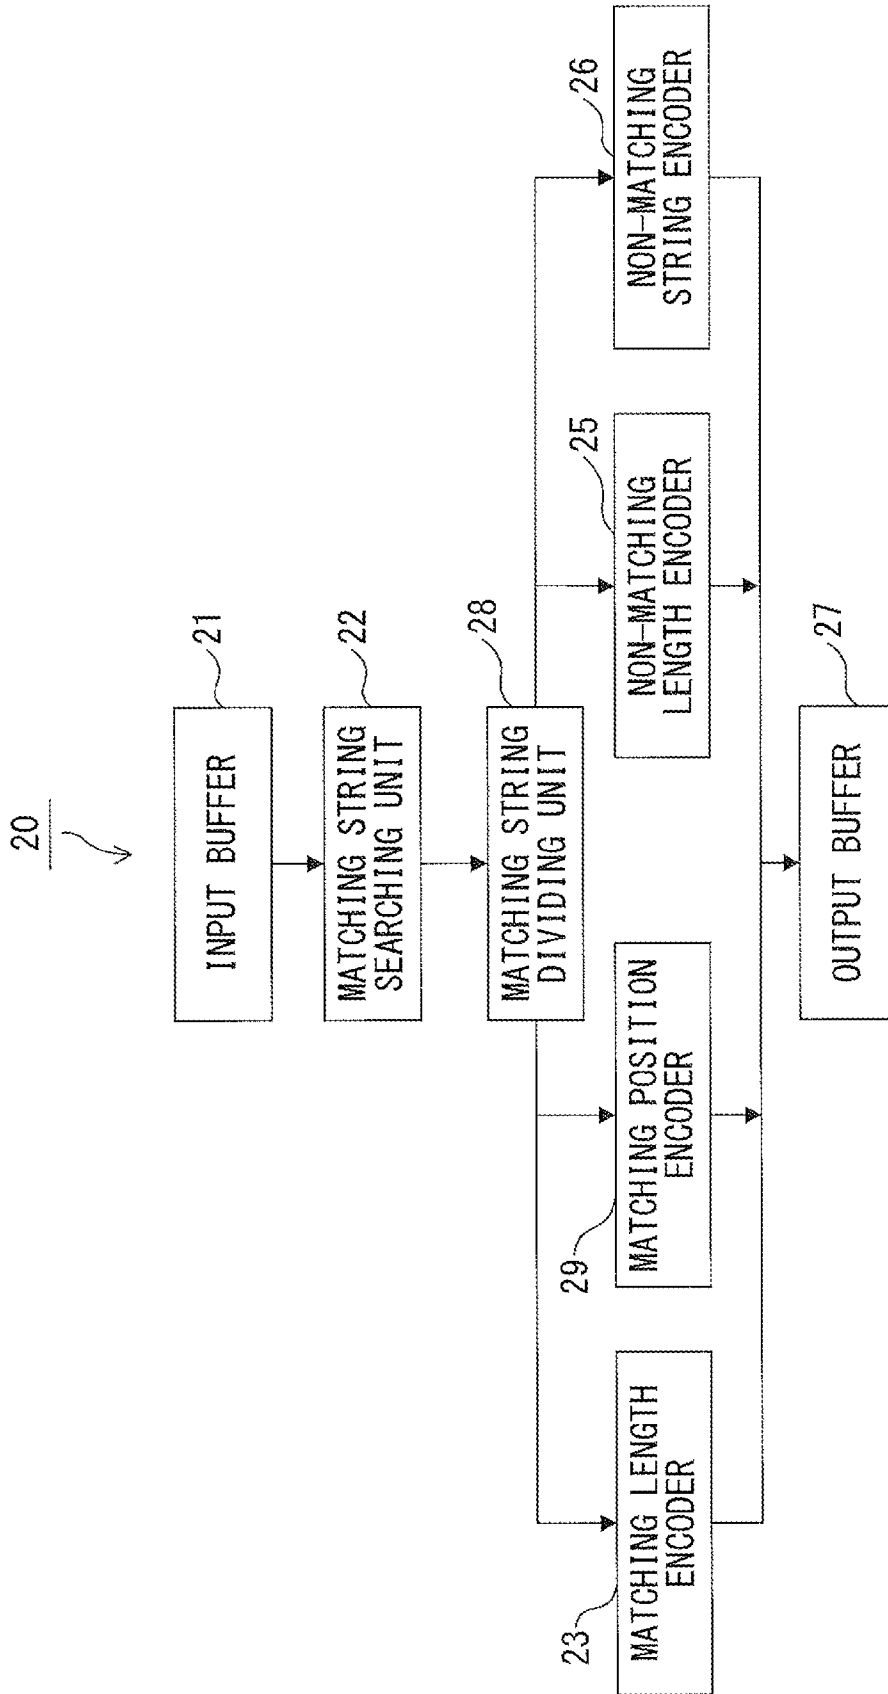 20
INPUT BUFFER
21
MATCHING STRING
SEARCHING UNIT
22
MATCHING STRING
DIVIDING UNIT
28
23
MATCHING LENGTH
ENCODER
29
MATCHING POSITION
ENCODER
25
NON-MATCHING
LENGTH ENCODER
26
NON-MATCHING
STRING ENCODER
OUTPUT BUFFER
27